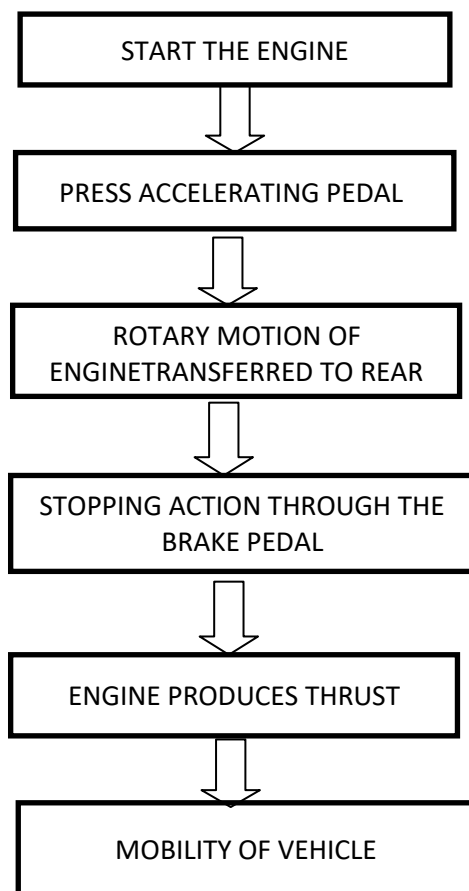 START THE ENGINE
PRESS ACCELERATING PEDAL
ROTARY MOTION OF
ENGINETRANSFERRED TO REAR
STOPPING ACTION THROUGH THE
BRAKE PEDAL
ENGINE PRODUCES THRUST
MOBILITY OF VEHICLE